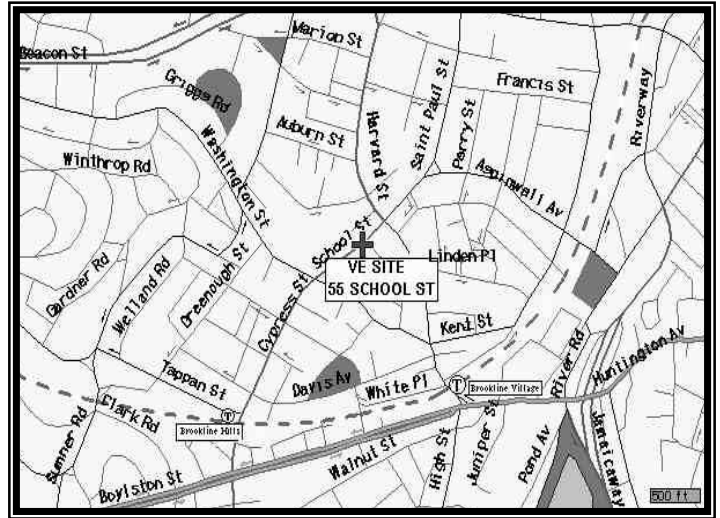 Beacon St
Marion St
Griggs Rd
Francis St
Riverway
Harvard St
Saint Paul St
Perry St
Auburn St
Washington St
Winthrop Rd
Aspinwall Av
School St
VE SITE
55 SCHOOL ST
Linden Pl
Gardner Rd
Welland Rd
Greenough St
Cypress St
Kent St
Tappan St
Davis Av
White Pl
T
Brookline Village
River Rd
Huntington Av
T
Brookline Hills
Clark Rd
Sumner Rd
Boylston St
Walnut St
High St
Juniper St
Pond Av
Jamaicaway
500 ft